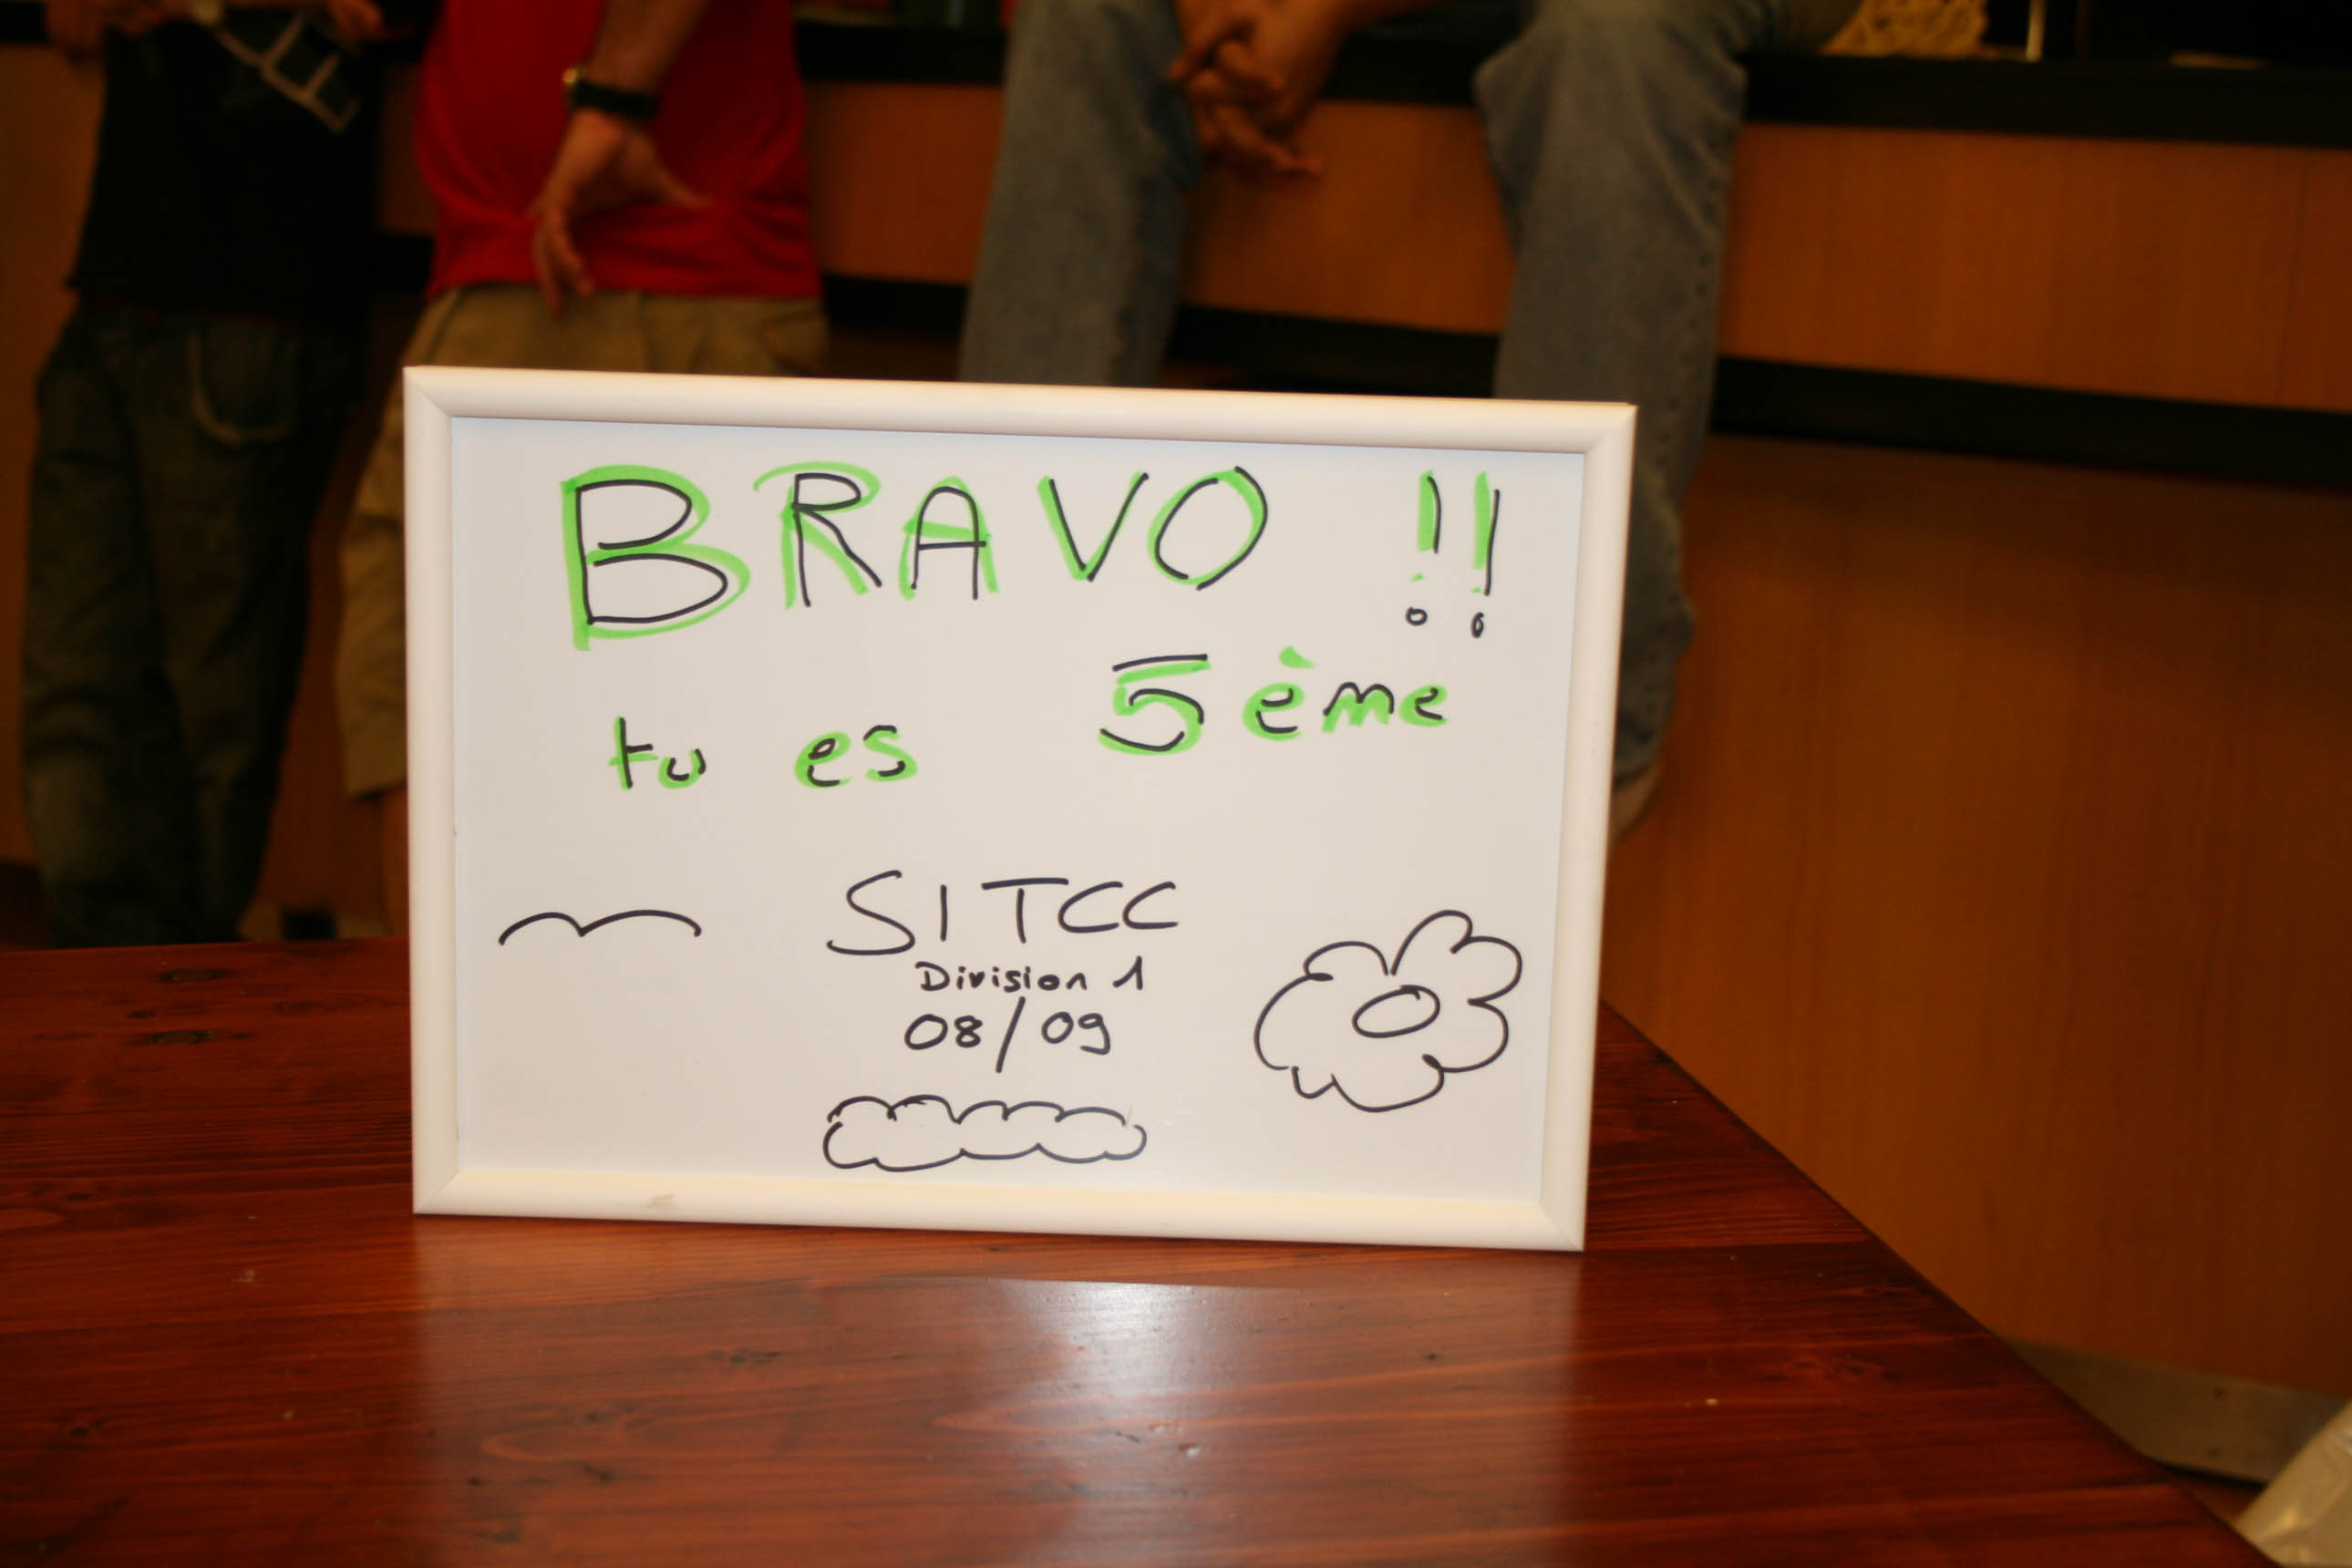 BRAVO !!
tu es 5ème
SITCC
Division 1
08/09